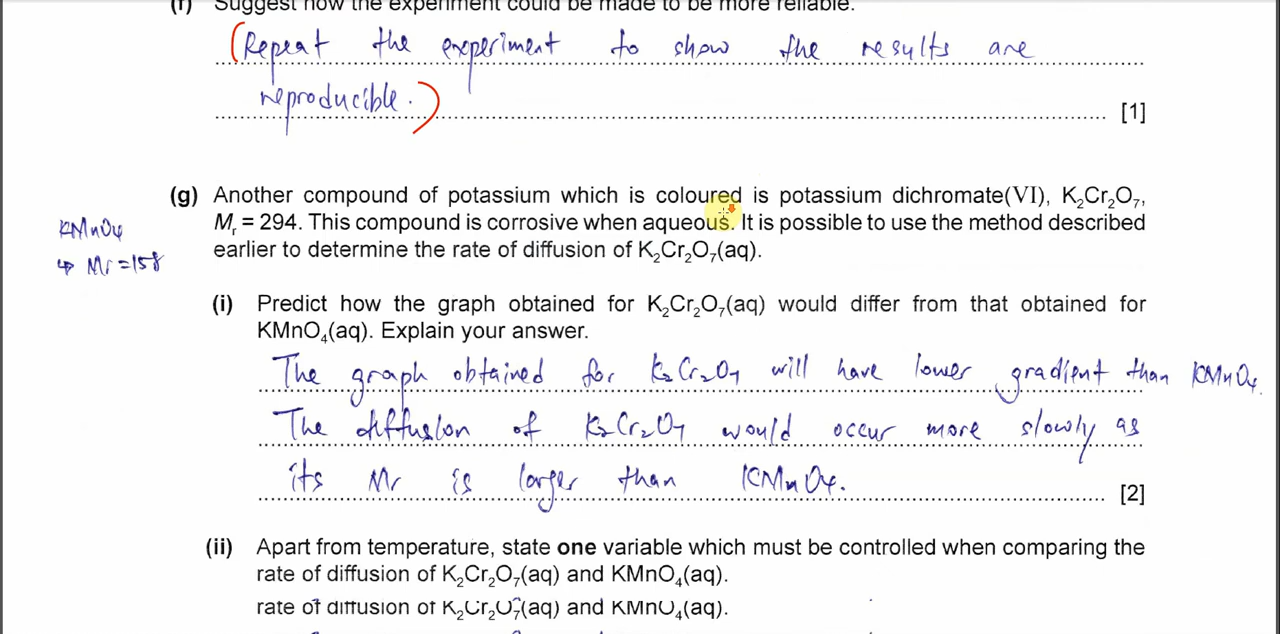 (f) Suggest how the experiment could be made to be more reliable.
(Repeat the experiment to show the results are
reproducible.)
[1]
(g) Another compound of potassium which is coloured is potassium dichromate(VI), K₂Cr₂O₇,
Mᵣ = 294. This compound is corrosive when aqueous. It is possible to use the method described
earlier to determine the rate of diffusion of K₂Cr₂O₇(aq).
KMnO₄
↳ Mr = 158
(i) Predict how the graph obtained for K₂Cr₂O₇(aq) would differ from that obtained for
KMnO₄(aq). Explain your answer.
The graph obtained for K₂Cr₂O₇ will have lower gradient than KMnO₄.
The diffusion of K₂Cr₂O₇ would occur more slowly as
its Mr is larger than KMnO₄.
[2]
(ii) Apart from temperature, state one variable which must be controlled when comparing the
rate of diffusion of K₂Cr₂O₇(aq) and KMnO₄(aq).
rate of diffusion of K₂Cr₂O₇(aq) and KMnO₄(aq).